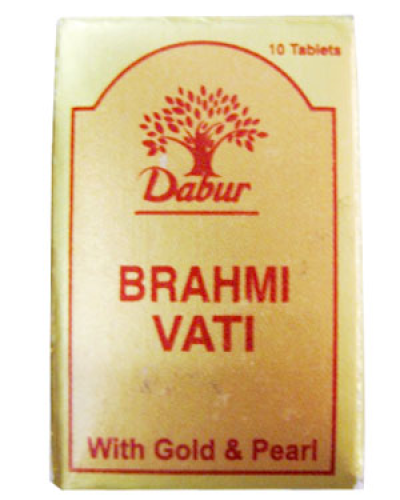 10 Tablets
Dabur
BRAHMI
VATI
With Gold & Pearl